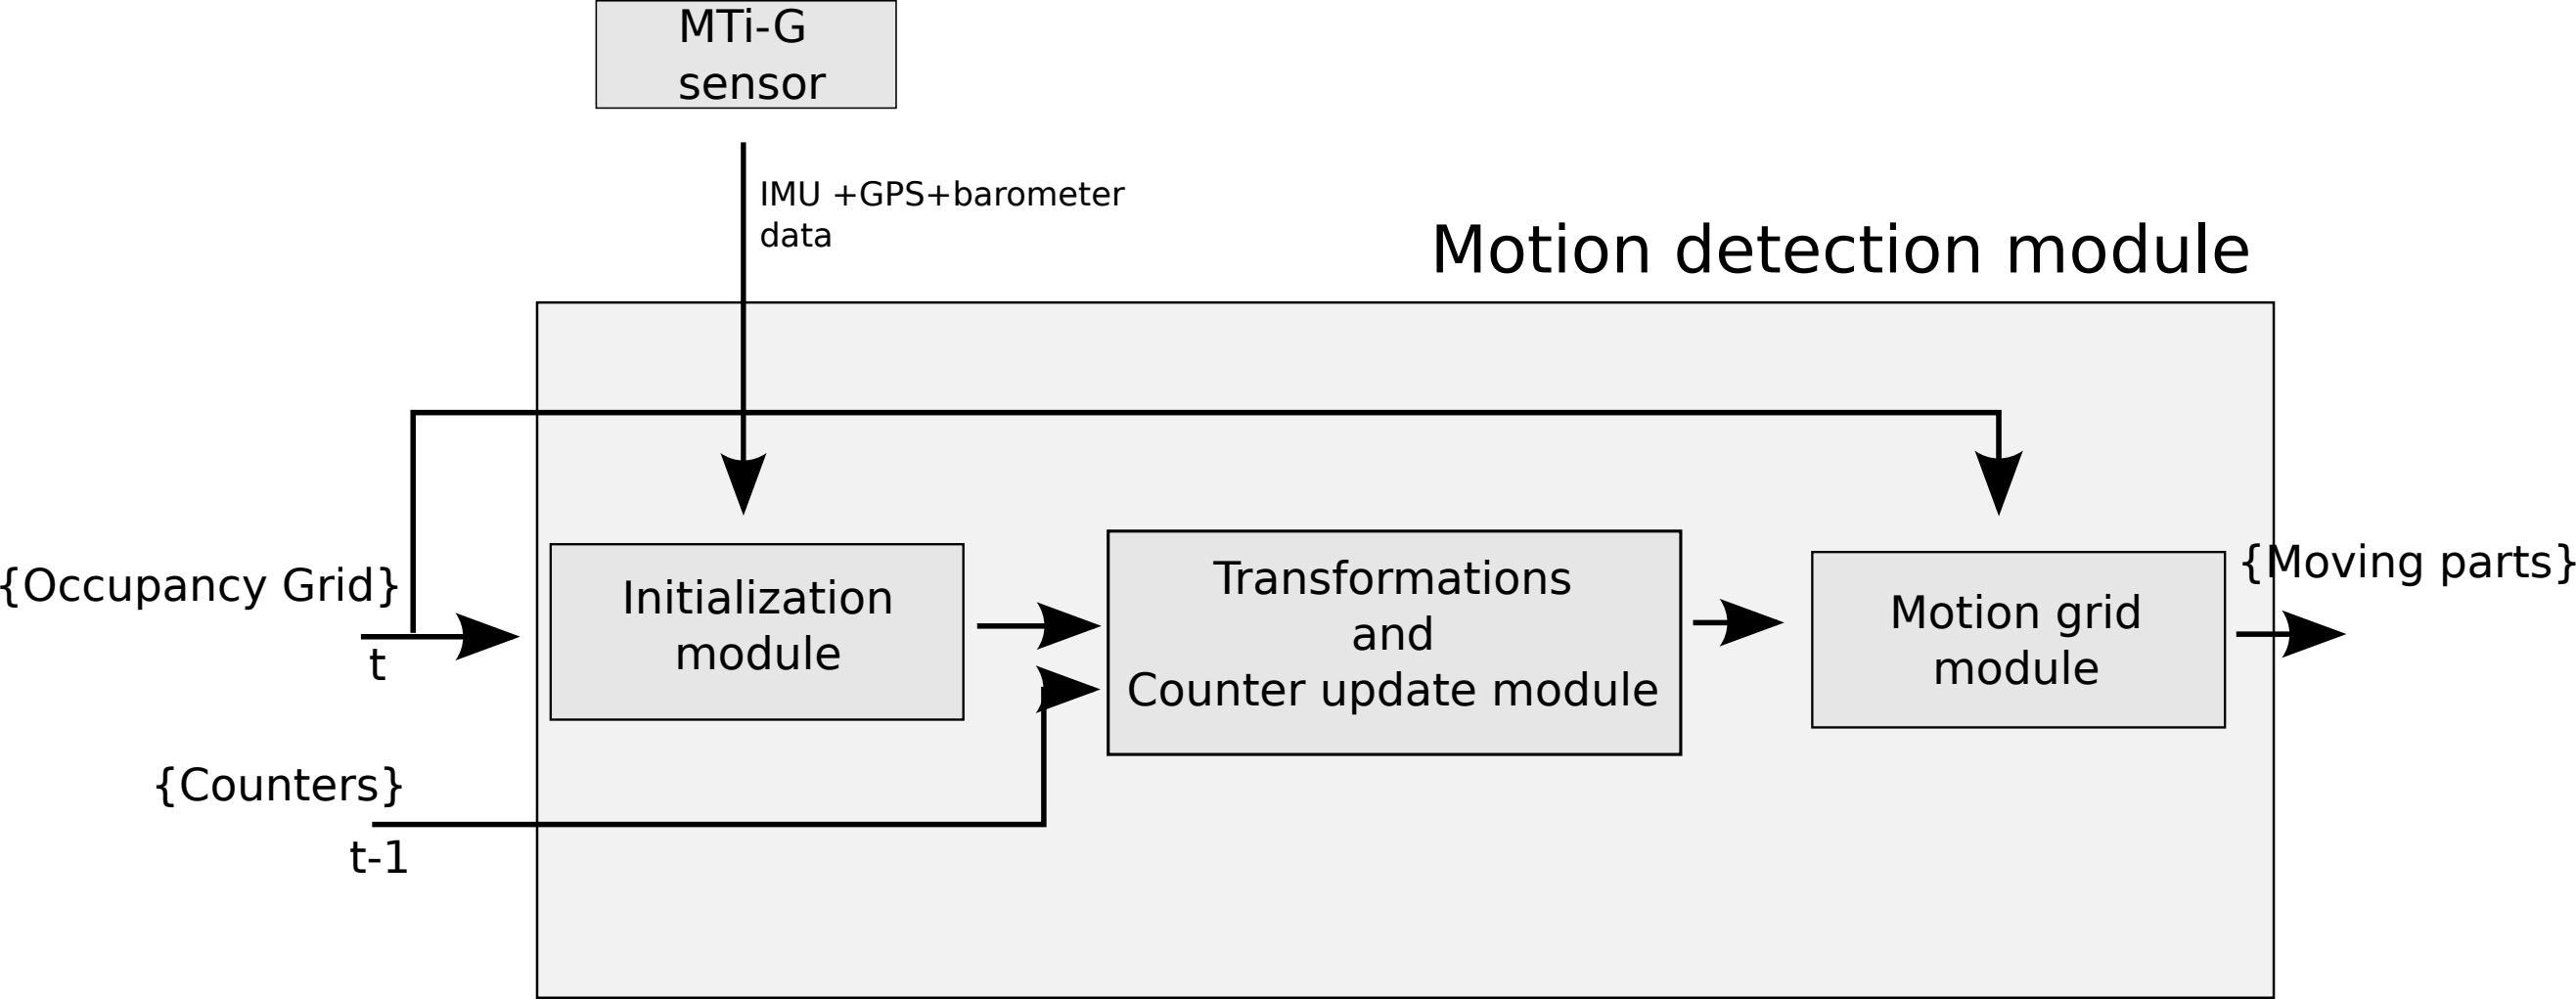 MTi-G
sensor
IMU +GPS+barometer
data
Motion detection module
{Occupancy Grid}
t
Initialization
module
Transformations
and
Counter update module
Motion grid
module
{Moving parts}
{Counters}
t-1